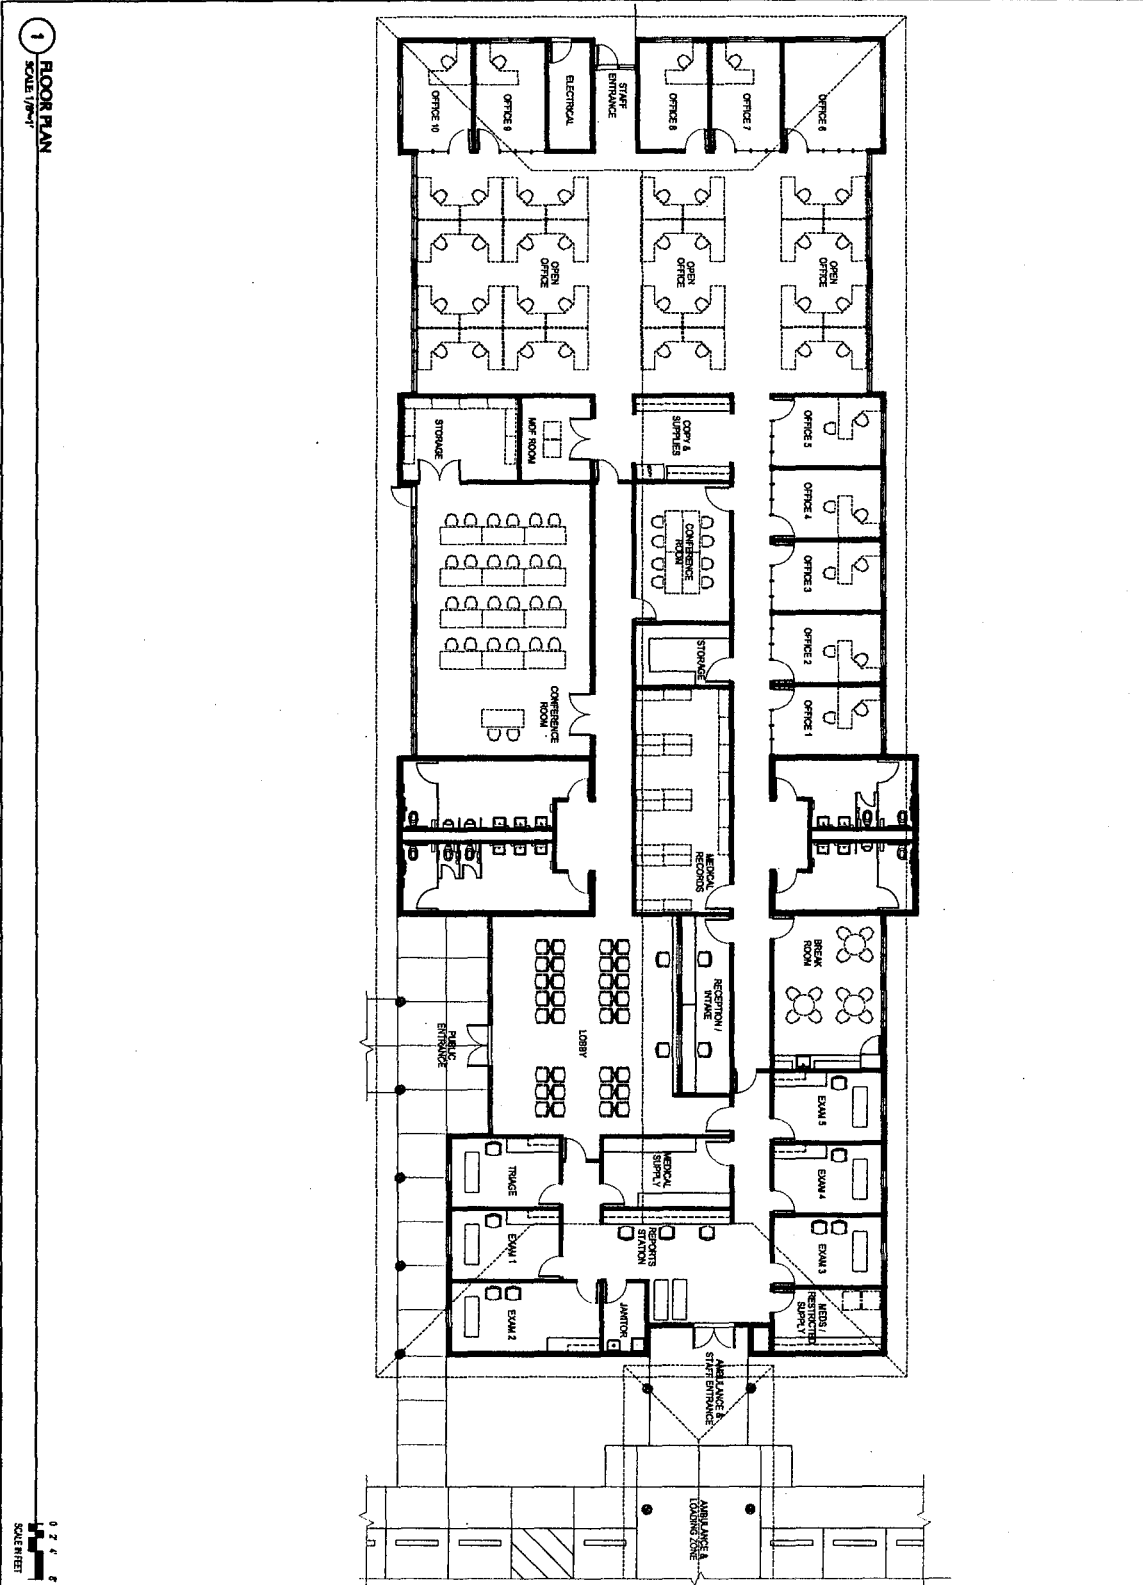 1
FLOOR PLAN
SCALE: 1/8"=1'
OFFICE 10
OFFICE 9
ELECTRICAL
STAFF
ENTRANCE
OFFICE 8
OFFICE 7
OFFICE 6
OPEN
OFFICE
OPEN
OFFICE
OPEN
OFFICE
STORAGE
MDF ROOM
COPY &
SUPPLIES
OFFICE 5
OFFICE 4
CONFERENCE
ROOM
OFFICE 3
OFFICE 2
STORAGE
CONFERENCE
ROOM
OFFICE 1
MEDICAL
RECORDS
BREAK
ROOM
RECEPTION /
INTAKE
LOBBY
PUBLIC
ENTRANCE
EXAM 5
TRIAGE
MEDICAL
SUPPLY
EXAM 4
EXAM 1
REPORTS
STATION
EXAM 3
EXAM 2
JANITOR
MEDS /
RESTRICTED
SUPPLY
AMBULANCE &
STAFF ENTRANCE
AMBULANCE &
LOADING ZONE
0 2' 4' 8'
SCALE IN FEET